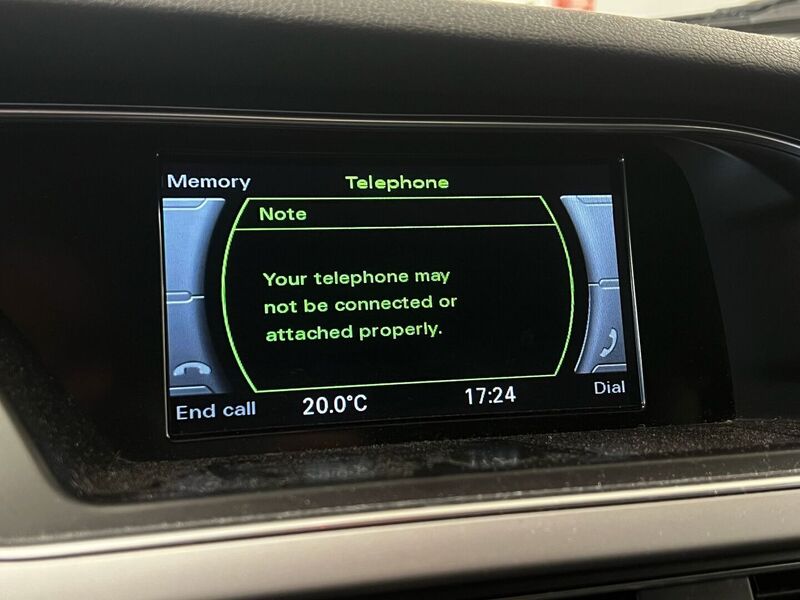 Memory
Telephone
Note
Your telephone may
not be connected or
attached properly.
End call
20.0°C
17:24
Dial